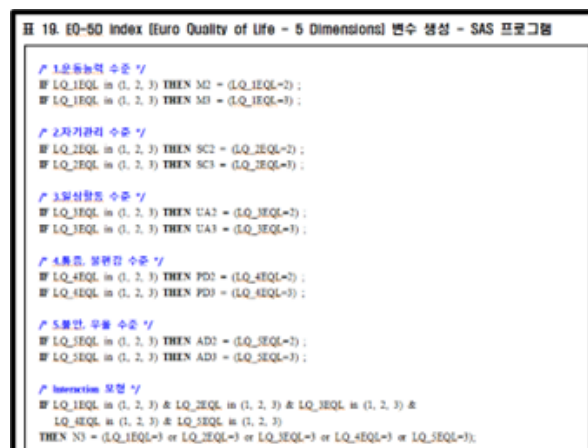 표 19. EQ-5D Index (Euro Quality of Life - 5 Dimensions) 변수 생성 - SAS 프로그램
/* 1.운동능력 수준 */
IF LQ_1EQL in (1, 2, 3) THEN M2 = (LQ_1EQL=2) ;
IF LQ_1EQL in (1, 2, 3) THEN M3 = (LQ_1EQL=3) ;
/* 2.자기관리 수준 */
IF LQ_2EQL in (1, 2, 3) THEN SC2 = (LQ_2EQL=2) ;
IF LQ_2EQL in (1, 2, 3) THEN SC3 = (LQ_2EQL=3) ;
/* 3.일상활동 수준 */
IF LQ_3EQL in (1, 2, 3) THEN UA2 = (LQ_3EQL=2) ;
IF LQ_3EQL in (1, 2, 3) THEN UA3 = (LQ_3EQL=3) ;
/* 4.통증, 불편감 수준 */
IF LQ_4EQL in (1, 2, 3) THEN PD2 = (LQ_4EQL=2) ;
IF LQ_4EQL in (1, 2, 3) THEN PD3 = (LQ_4EQL=3) ;
/* 5.불안, 우울 수준 */
IF LQ_5EQL in (1, 2, 3) THEN AD2 = (LQ_5EQL=2) ;
IF LQ_5EQL in (1, 2, 3) THEN AD3 = (LQ_5EQL=3) ;
/* Interaction 모형 */
IF LQ_1EQL in (1, 2, 3) & LQ_2EQL in (1, 2, 3) & LQ_3EQL in (1, 2, 3) &
LQ_4EQL in (1, 2, 3) & LQ_5EQL in (1, 2, 3)
THEN N3 = (LQ_1EQL=3 or LQ_2EQL=3 or LQ_3EQL=3 or LQ_4EQL=3 or LQ_5EQL=3);